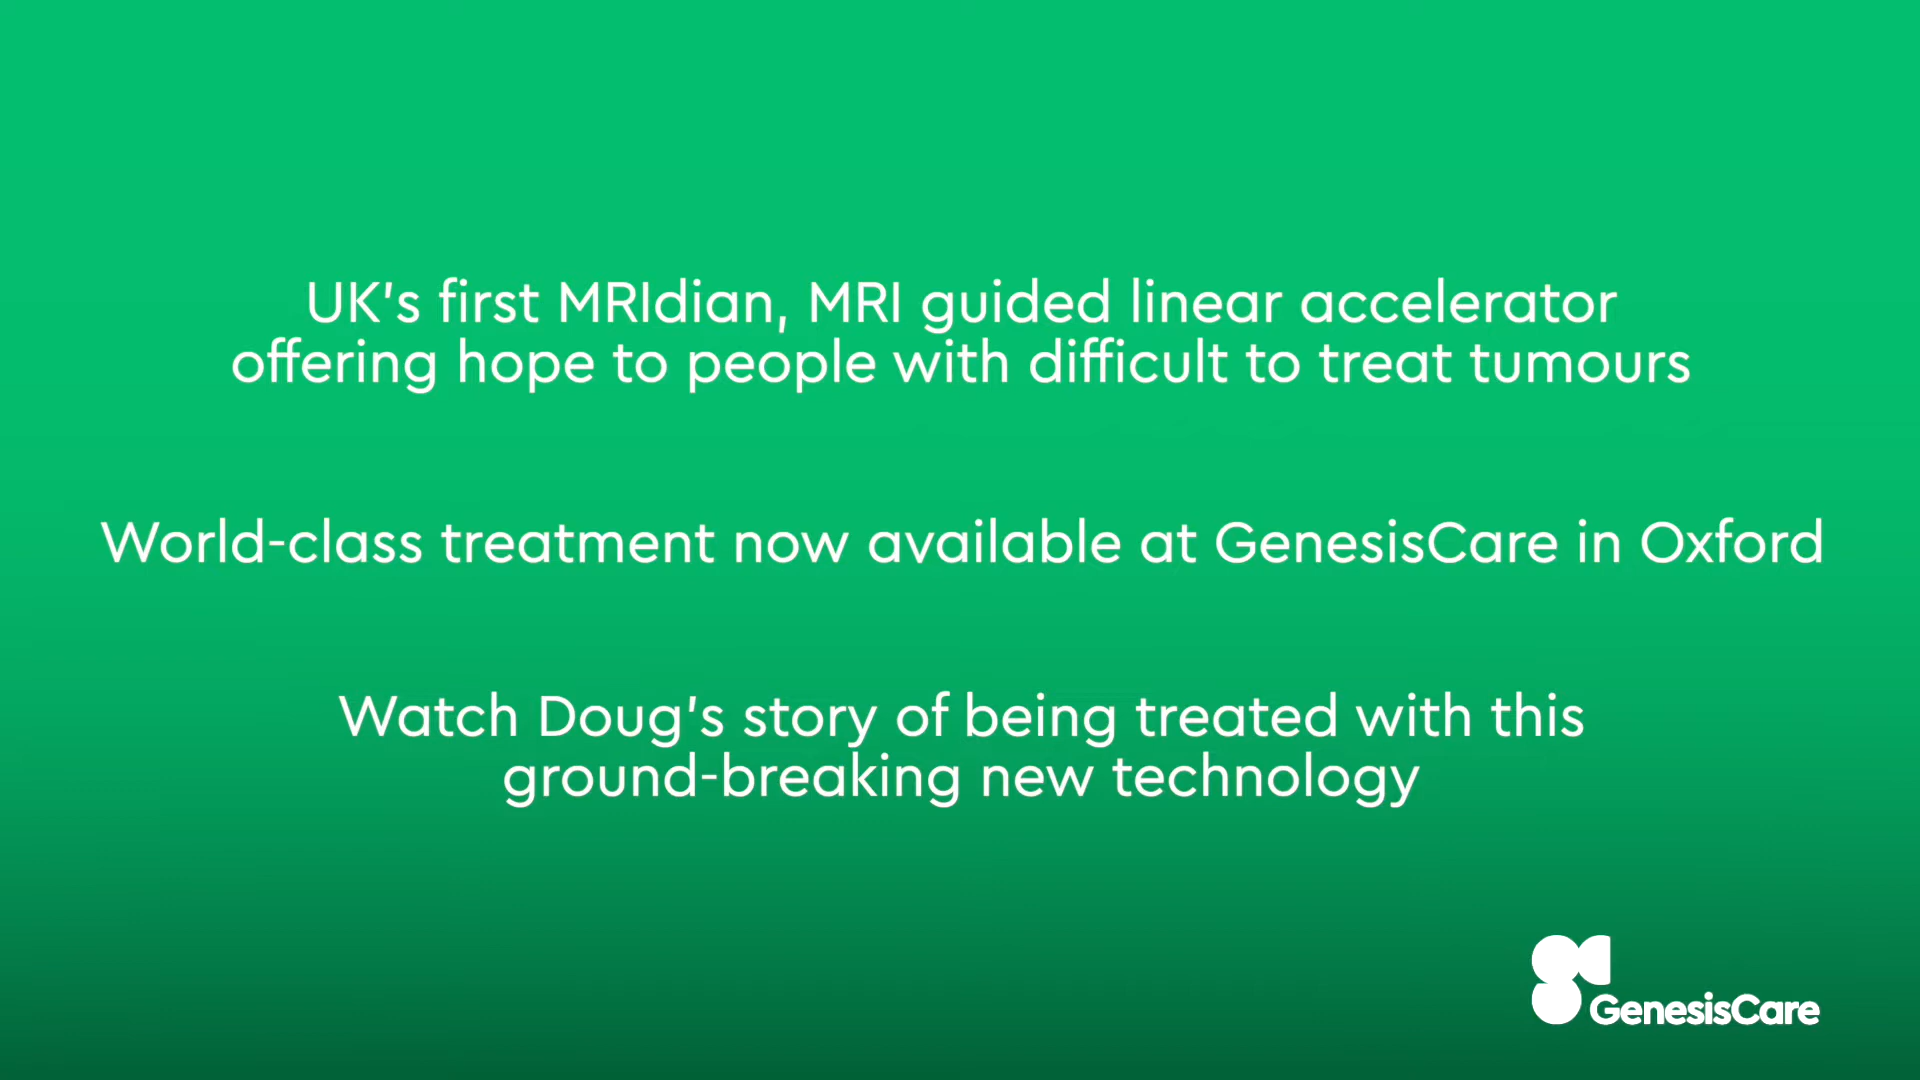 UK's first MRIdian, MRI guided linear accelerator
offering hope to people with difficult to treat tumours
World-class treatment now available at GenesisCare in Oxford
Watch Doug's story of being treated with this
ground-breaking new technology
GenesisCare